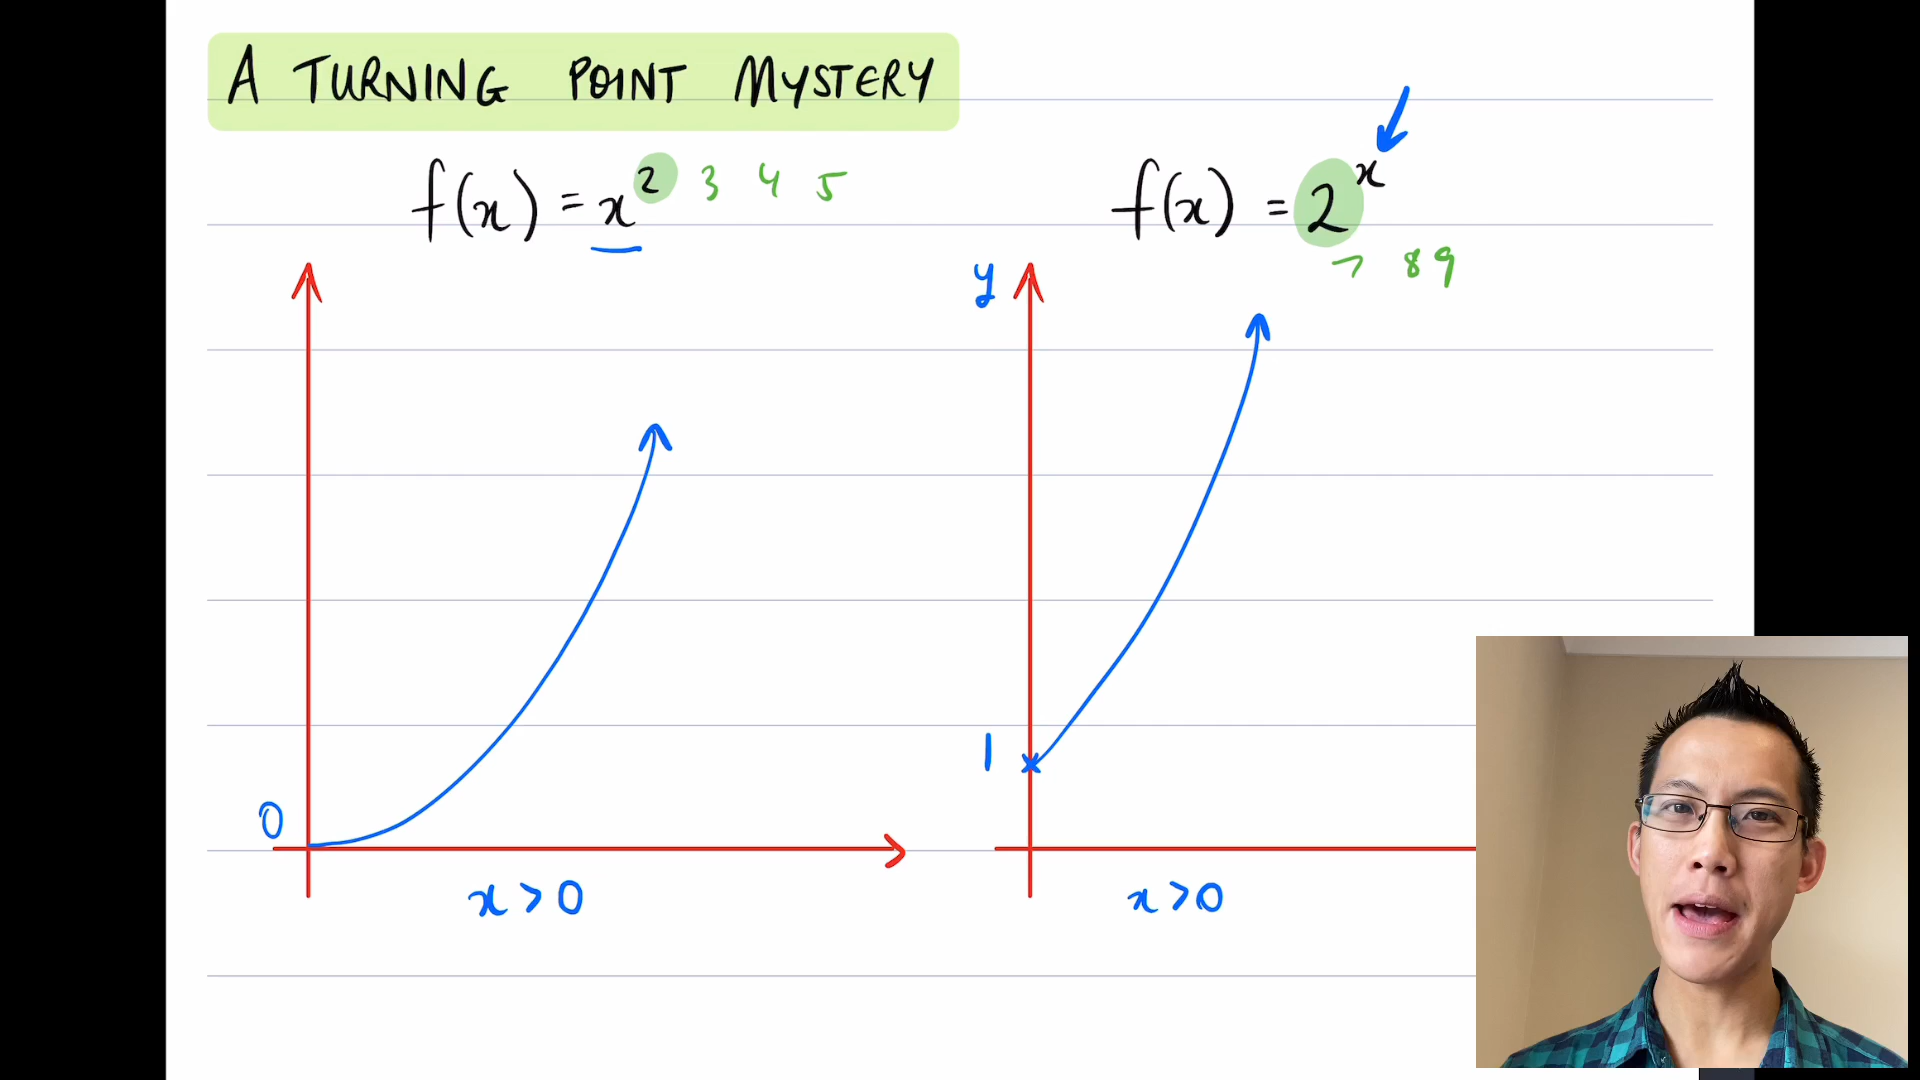 A TURNING POINT MYSTERY
f(x) = x² 3 4 5
f(x) = 2ˣ
7 8 9
y
1
0
x > 0
x > 0